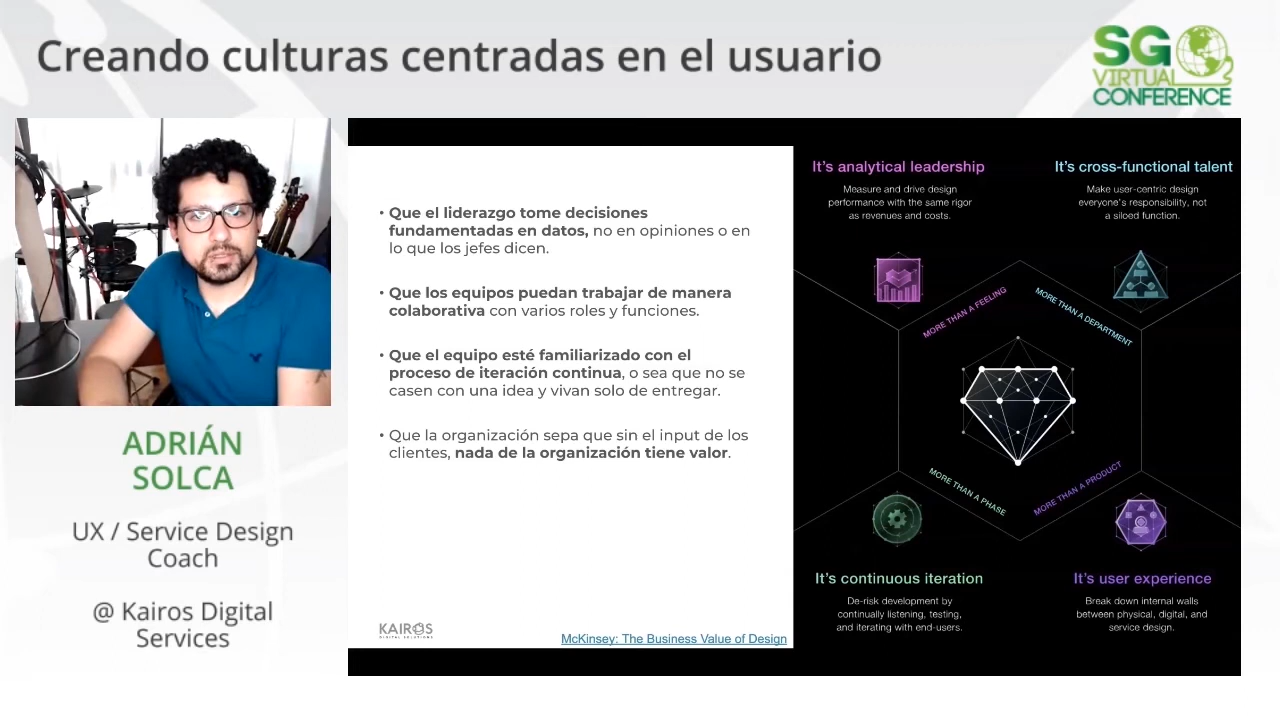 Creando culturas centradas en el usuario
SG
VIRTUAL
CONFERENCE
ADRIÁN
SOLCA
UX / Service Design
Coach
@ Kairos Digital
Services
• Que el liderazgo tome decisiones
fundamentadas en datos, no en opiniones o en
lo que los jefes dicen.
• Que los equipos puedan trabajar de manera
colaborativa con varios roles y funciones.
• Que el equipo esté familiarizado con el
proceso de iteración continua, o sea que no se
casen con una idea y vivan solo de entregar.
• Que la organización sepa que sin el input de los
clientes, nada de la organización tiene valor.
KAIROS
DIGITAL SOLUTIONS
McKinsey: The Business Value of Design
It's analytical leadership
Measure and drive design
performance with the same rigor
as revenues and costs.
It's cross-functional talent
Make user-centric design
everyone's responsibility, not
a siloed function.
MORE THAN A FEELING
MORE THAN A DEPARTMENT
MORE THAN A PHASE
MORE THAN A PRODUCT
It's continuous iteration
De-risk development by
continually listening, testing,
and iterating with end-users.
It's user experience
Break down internal walls
between physical, digital, and
service design.